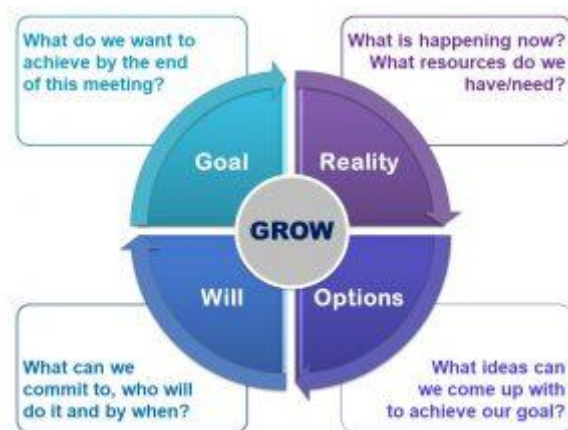 What do we want to
achieve by the end
of this meeting?
What is happening now?
What resources do we
have/need?
Goal
Reality
GROW
Will
Options
What can we
commit to, who will
do it and by when?
What ideas can
we come up with
to achieve our goal?